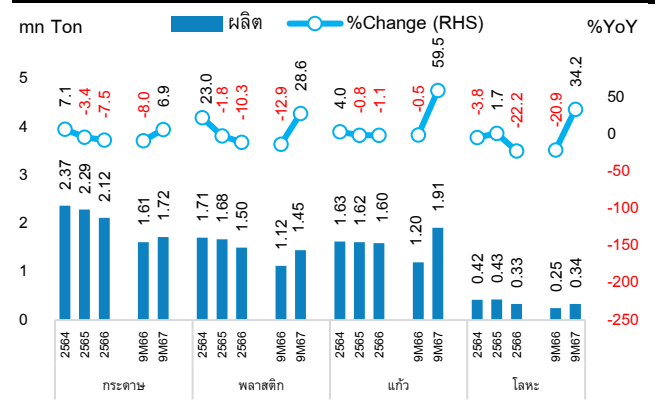 mn Ton ผลิต %Change (RHS) %YoY
7.1 -3.4 -7.5 -8.0 6.9 23.0 -1.8 -10.3 -12.9 28.6 4.0 -0.8 -1.1 -0.5 59.5 -3.8 1.7 -22.2 -20.9 34.2
5 4 3 2 1 0
50 0 -50 -100 -150 -200 -250
2.37 2.29 2.12 1.61 1.72 1.71 1.68 1.50 1.12 1.45 1.63 1.62 1.60 1.20 1.91 0.42 0.43 0.33 0.25 0.34
2564 2565 2566 9M66 9M67 2564 2565 2566 9M66 9M67 2564 2565 2566 9M66 9M67 2564 2565 2566 9M66 9M67
กระดาษ พลาสติก แก้ว โลหะ